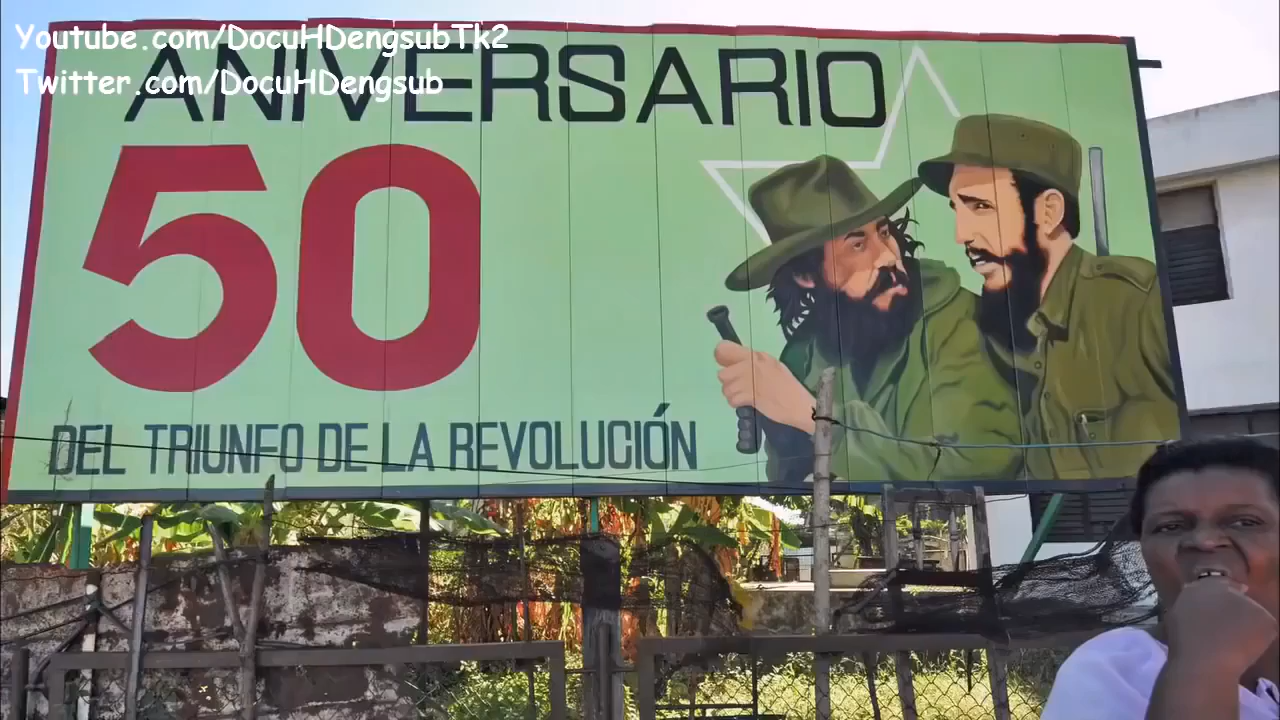 Youtube.com/DocuHDengsubTk2
Twitter.com/DocuHDengsub
ANIVERSARIO
50
DEL TRIUNFO DE LA REVOLUCIÓN